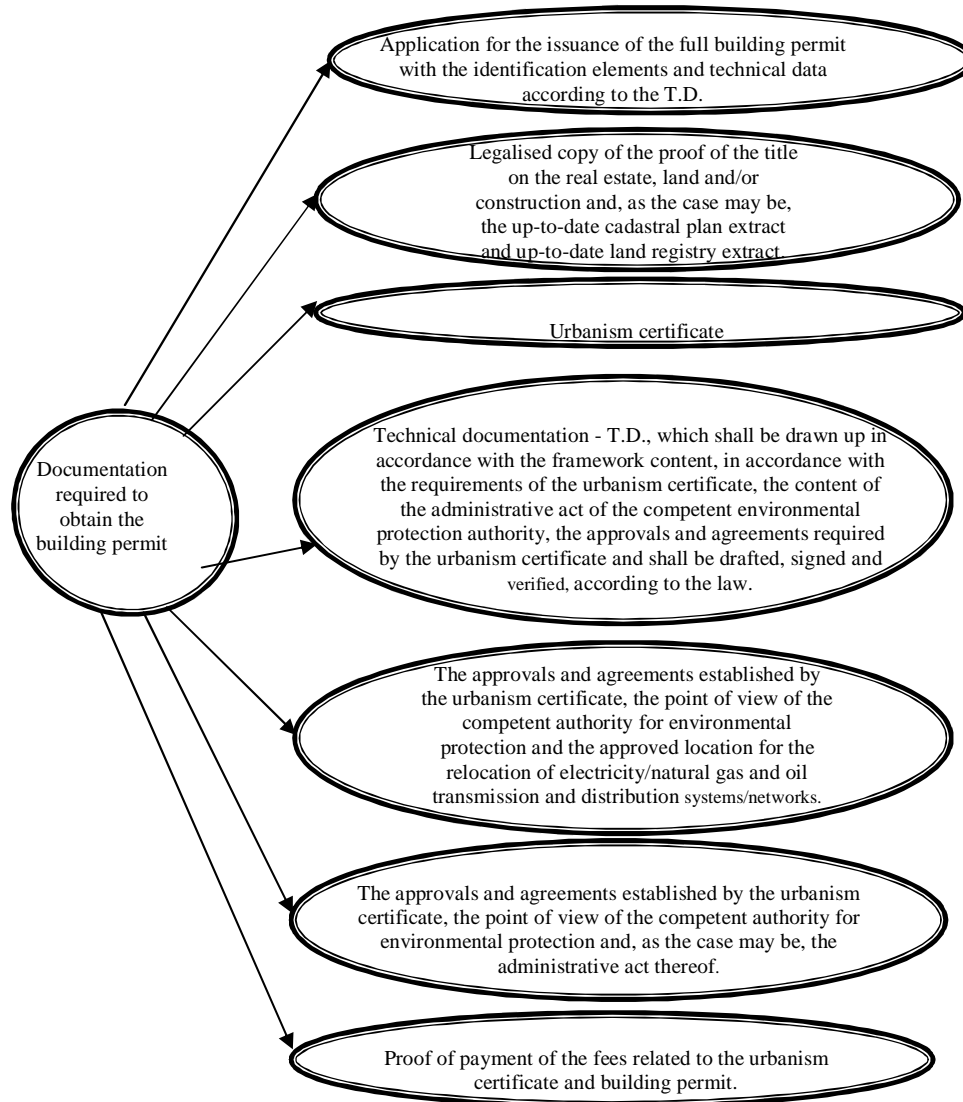 Application for the issuance of the full building permit
with the identification elements and technical data
according to the T.D.
Legalised copy of the proof of the title
on the real estate, land and/or
construction and, as the case may be,
the up-to-date cadastral plan extract
and up-to-date land registry extract.
Urbanism certificate
Documentation
required to
obtain the
building permit
Technical documentation - T.D., which shall be drawn up in
accordance with the framework content, in accordance with
the requirements of the urbanism certificate, the content of
the administrative act of the competent environmental
protection authority, the approvals and agreements required
by the urbanism certificate and shall be drafted, signed and
verified, according to the law.
The approvals and agreements established by
the urbanism certificate, the point of view of the
competent authority for environmental
protection and the approved location for the
relocation of electricity/natural gas and oil
transmission and distribution systems/networks.
The approvals and agreements established by the urbanism
certificate, the point of view of the competent authority for
environmental protection and, as the case may be, the
administrative act thereof.
Proof of payment of the fees related to the urbanism
certificate and building permit.